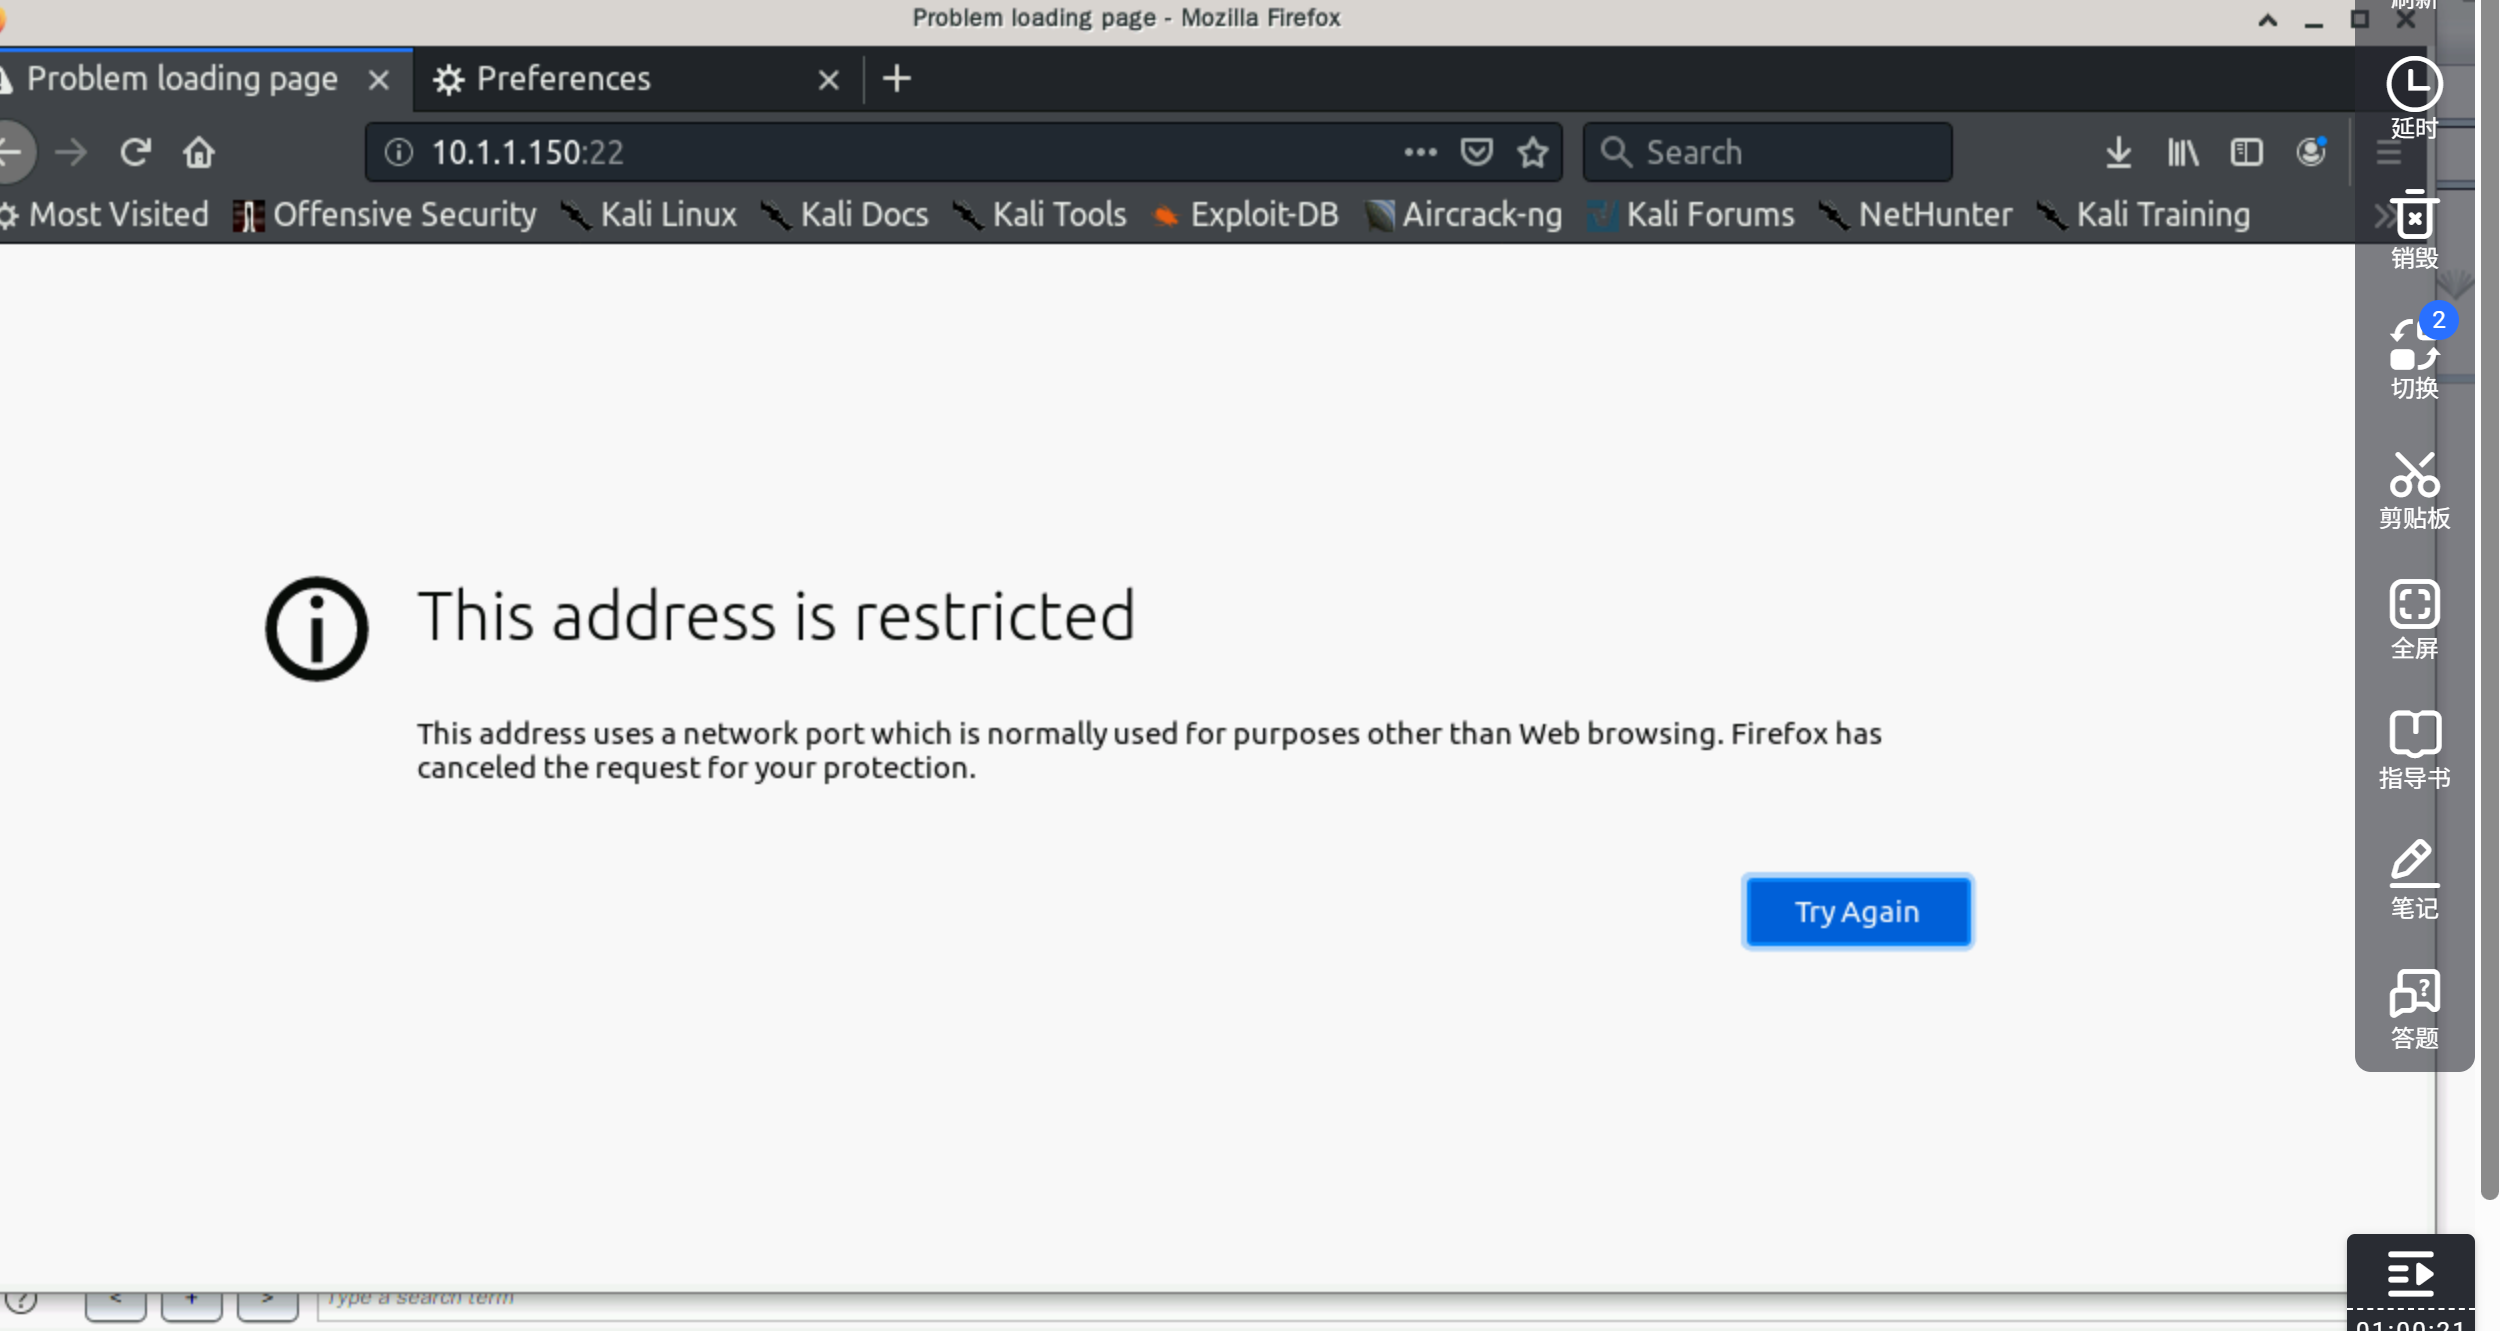 Problem loading page - Mozilla Firefox
刷新
Problem loading page
Preferences
延时
10.1.1.150:22
Search
Most Visited
Offensive Security
Kali Linux
Kali Docs
Kali Tools
Exploit-DB
Aircrack-ng
Kali Forums
NetHunter
Kali Training
销毁
2
切换
剪贴板
This address is restricted
全屏
This address uses a network port which is normally used for purposes other than Web browsing. Firefox has
canceled the request for your protection.
指导书
Try Again
笔记
答题
< + > Type a search term
01:00:21